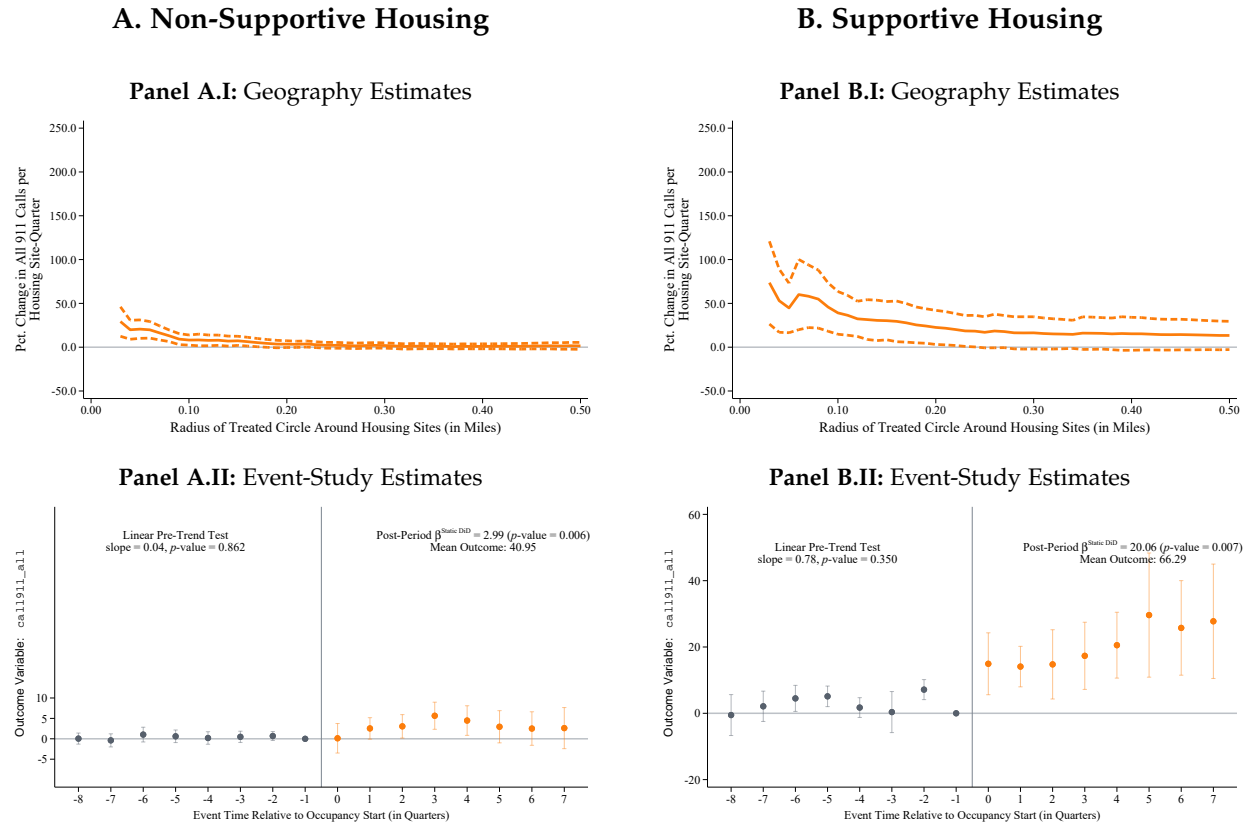 A. Non-Supportive Housing
Panel A.I: Geography Estimates
Pct. Change in All 911 Calls per
Housing Site-Quarter
250.0
200.0
150.0
100.0
50.0
0.0
-50.0
0.00 0.10 0.20 0.30 0.40 0.50
Radius of Treated Circle Around Housing Sites (in Miles)
Panel A.II: Event-Study Estimates
Outcome Variable: call911_all
10
5
0
-5
Linear Pre-Trend Test
slope = 0.04, p-value = 0.862
Post-Period β^Static DiD = 2.99 (p-value = 0.006)
Mean Outcome: 40.95
-8 -7 -6 -5 -4 -3 -2 -1 0 1 2 3 4 5 6 7
Event Time Relative to Occupancy Start (in Quarters)
B. Supportive Housing
Panel B.I: Geography Estimates
Pct. Change in All 911 Calls per
Housing Site-Quarter
250.0
200.0
150.0
100.0
50.0
0.0
-50.0
0.00 0.10 0.20 0.30 0.40 0.50
Radius of Treated Circle Around Housing Sites (in Miles)
Panel B.II: Event-Study Estimates
Outcome Variable: call911_all
60
40
20
0
-20
Linear Pre-Trend Test
slope = 0.78, p-value = 0.350
Post-Period β^Static DiD = 20.06 (p-value = 0.007)
Mean Outcome: 66.29
-8 -7 -6 -5 -4 -3 -2 -1 0 1 2 3 4 5 6 7
Event Time Relative to Occupancy Start (in Quarters)